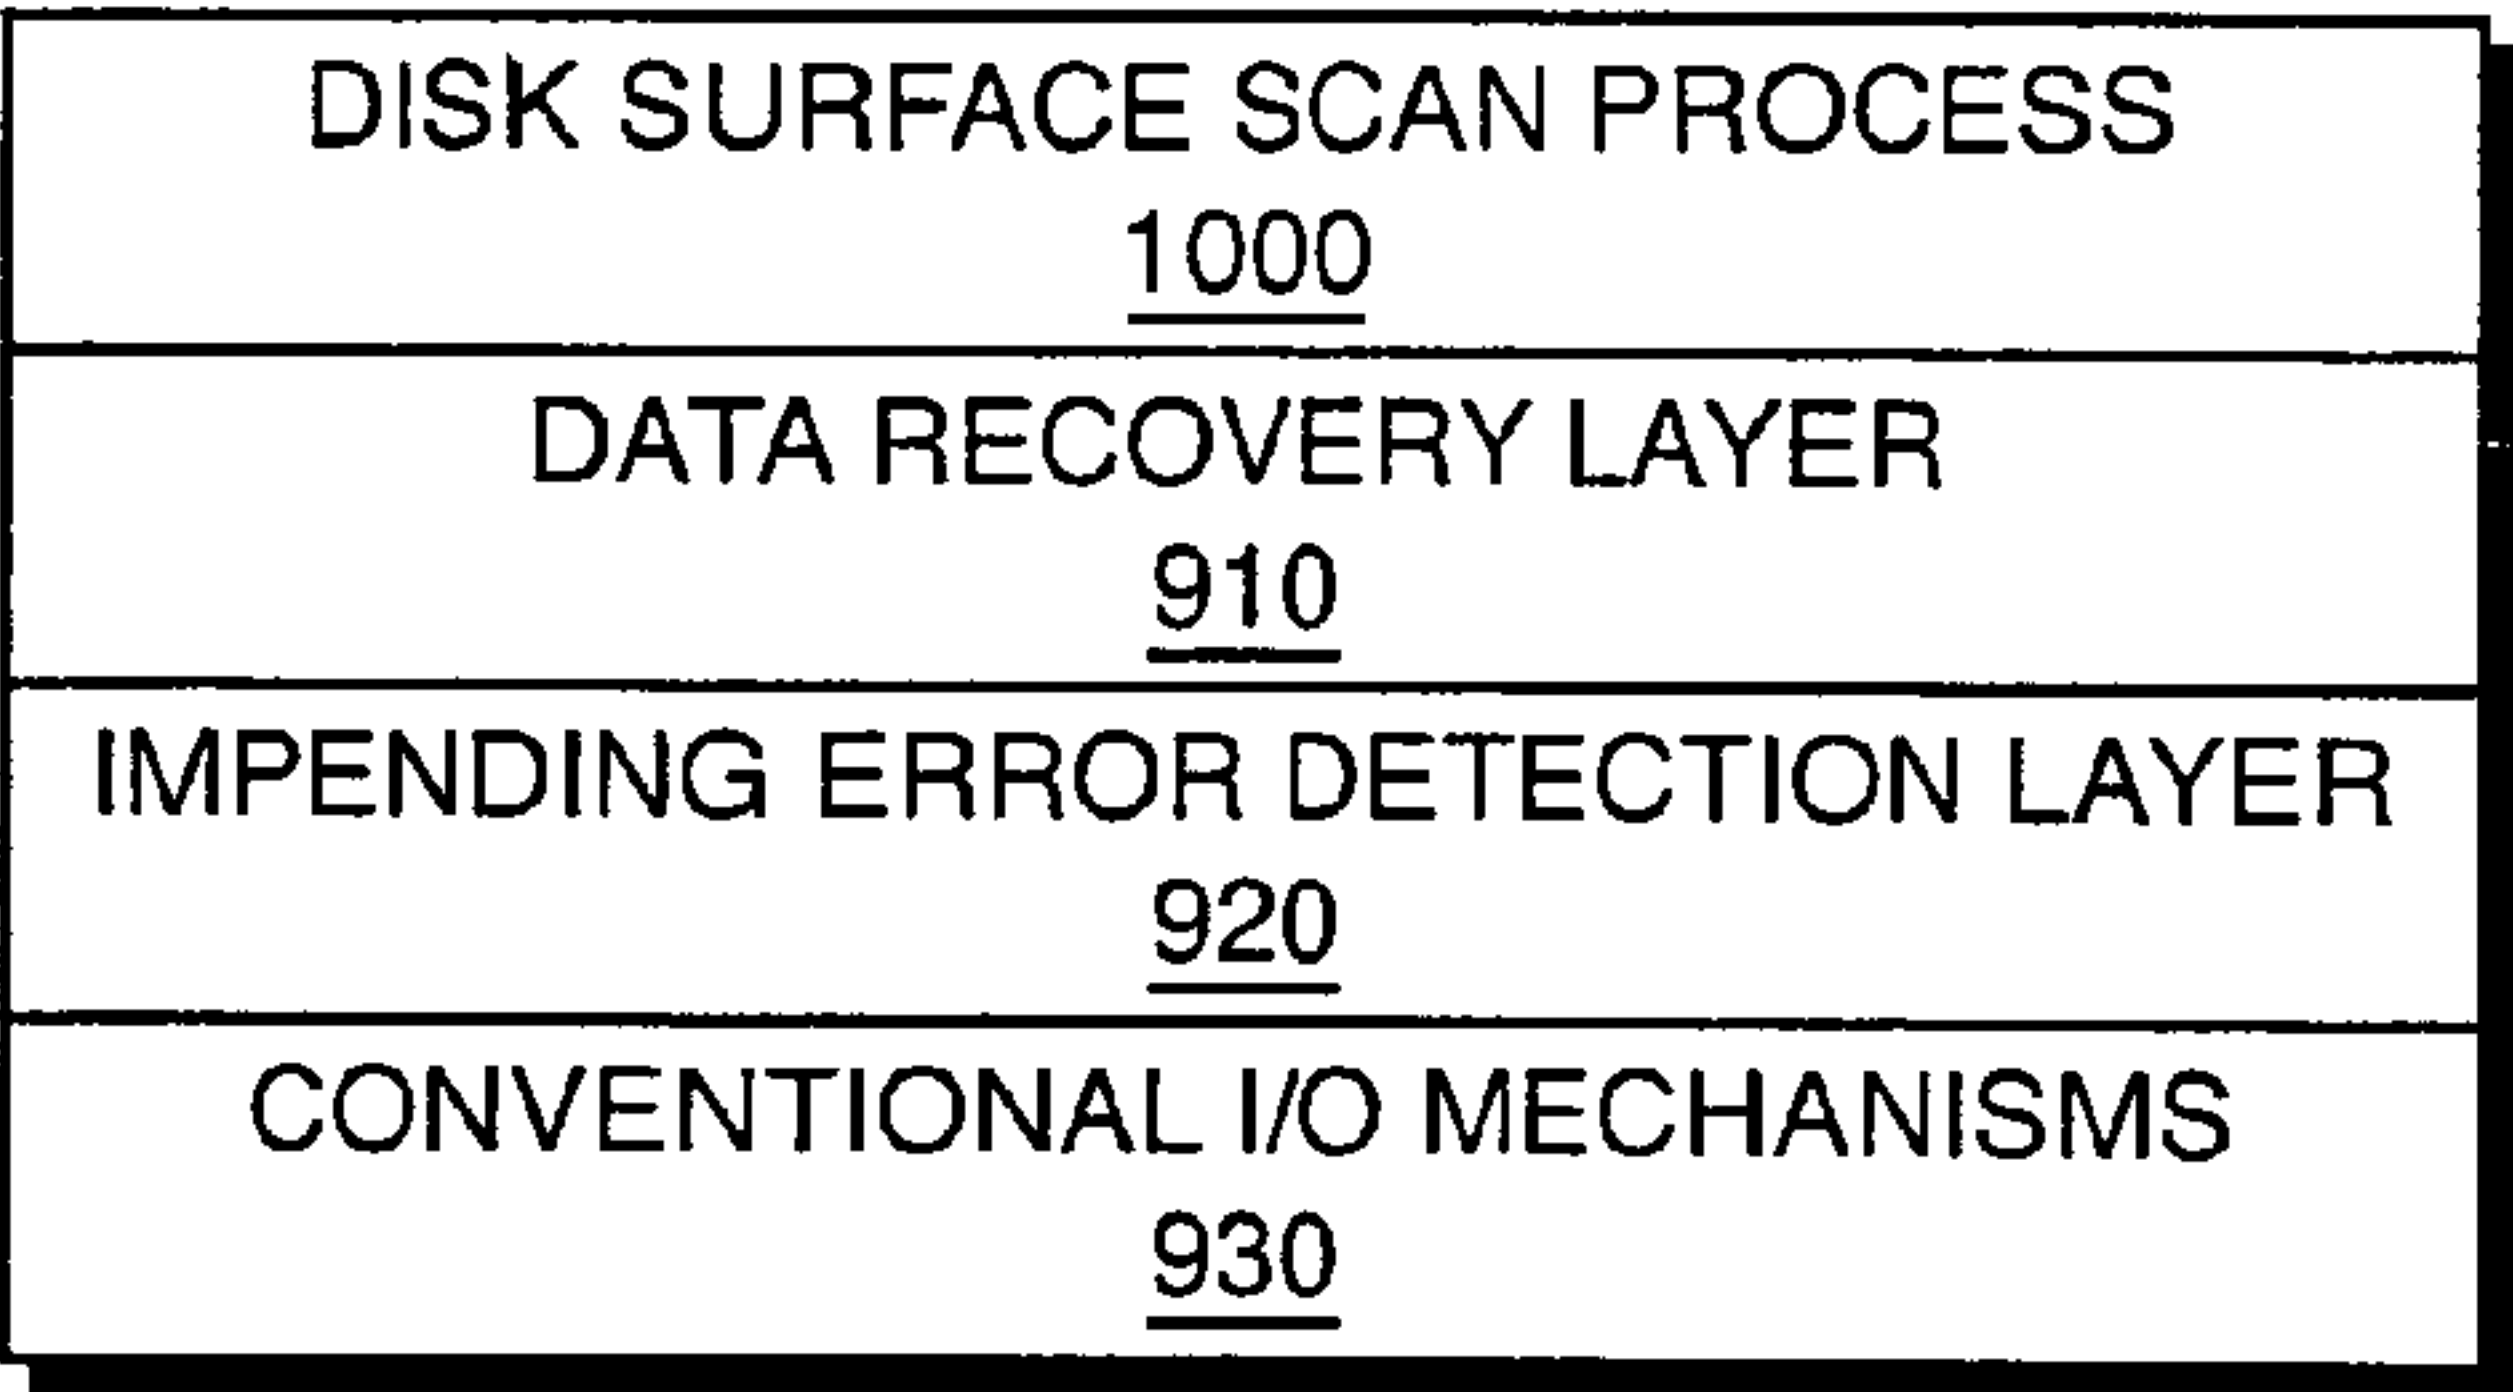 DISK SURFACE SCAN PROCESS
1000
DATA RECOVERY LAYER
910
IMPENDING ERROR DETECTION LAYER
920
CONVENTIONAL I/O MECHANISMS
930